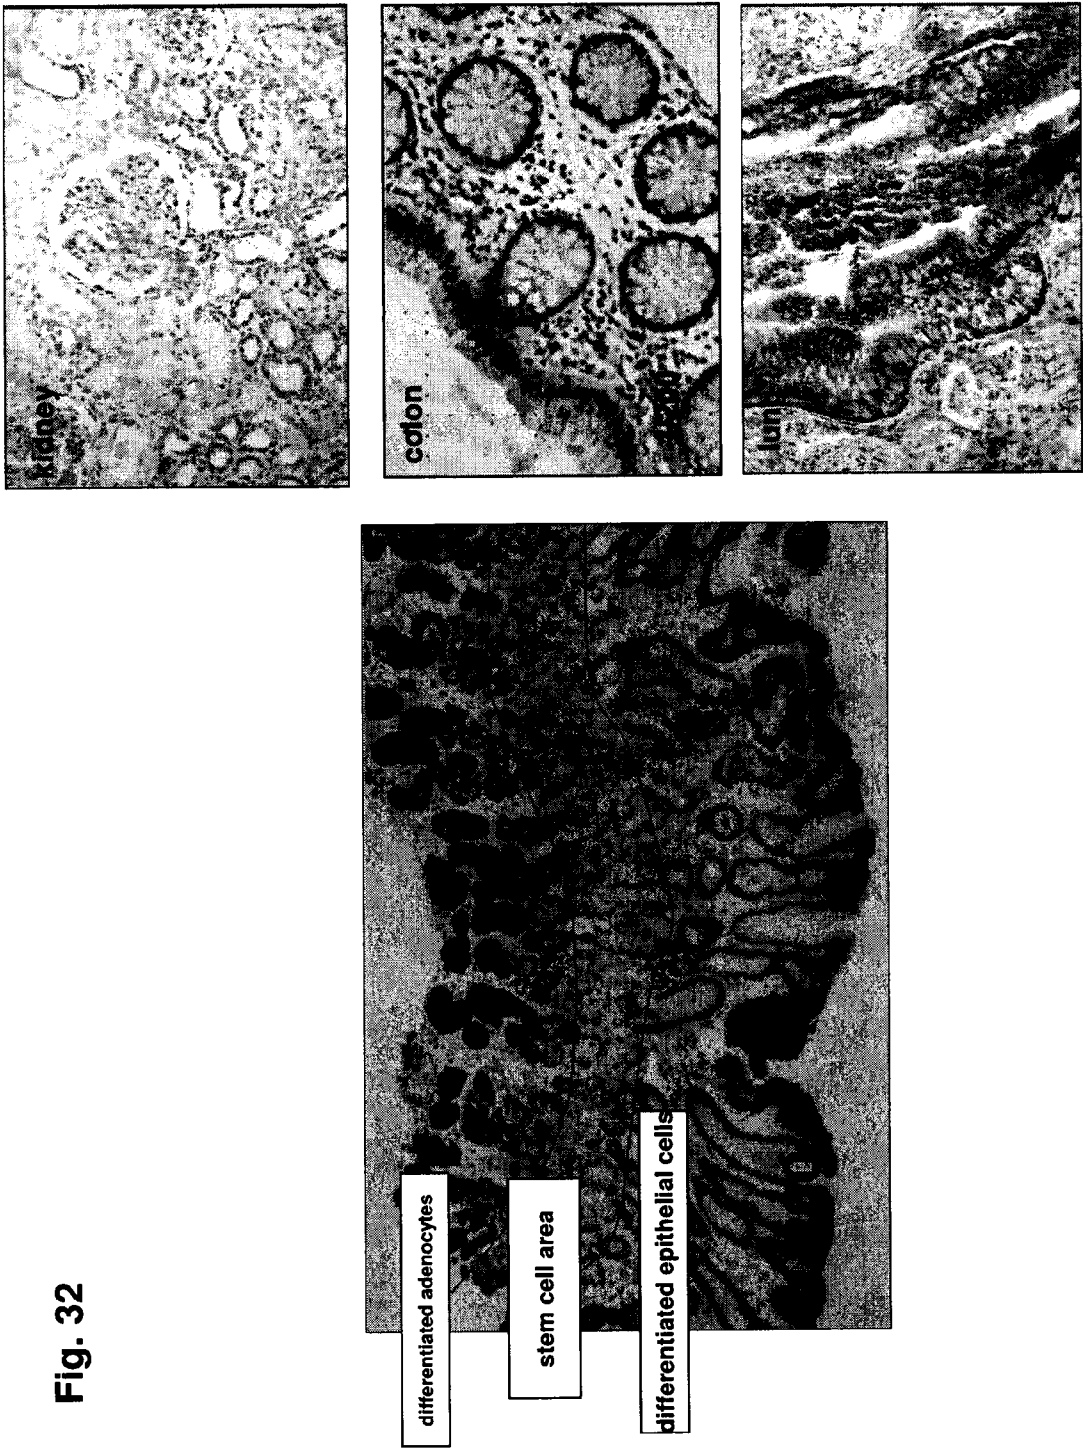 Fig. 32
differentiated adenocytes
stem cell area
differentiated epithelial cells
kidney
colon